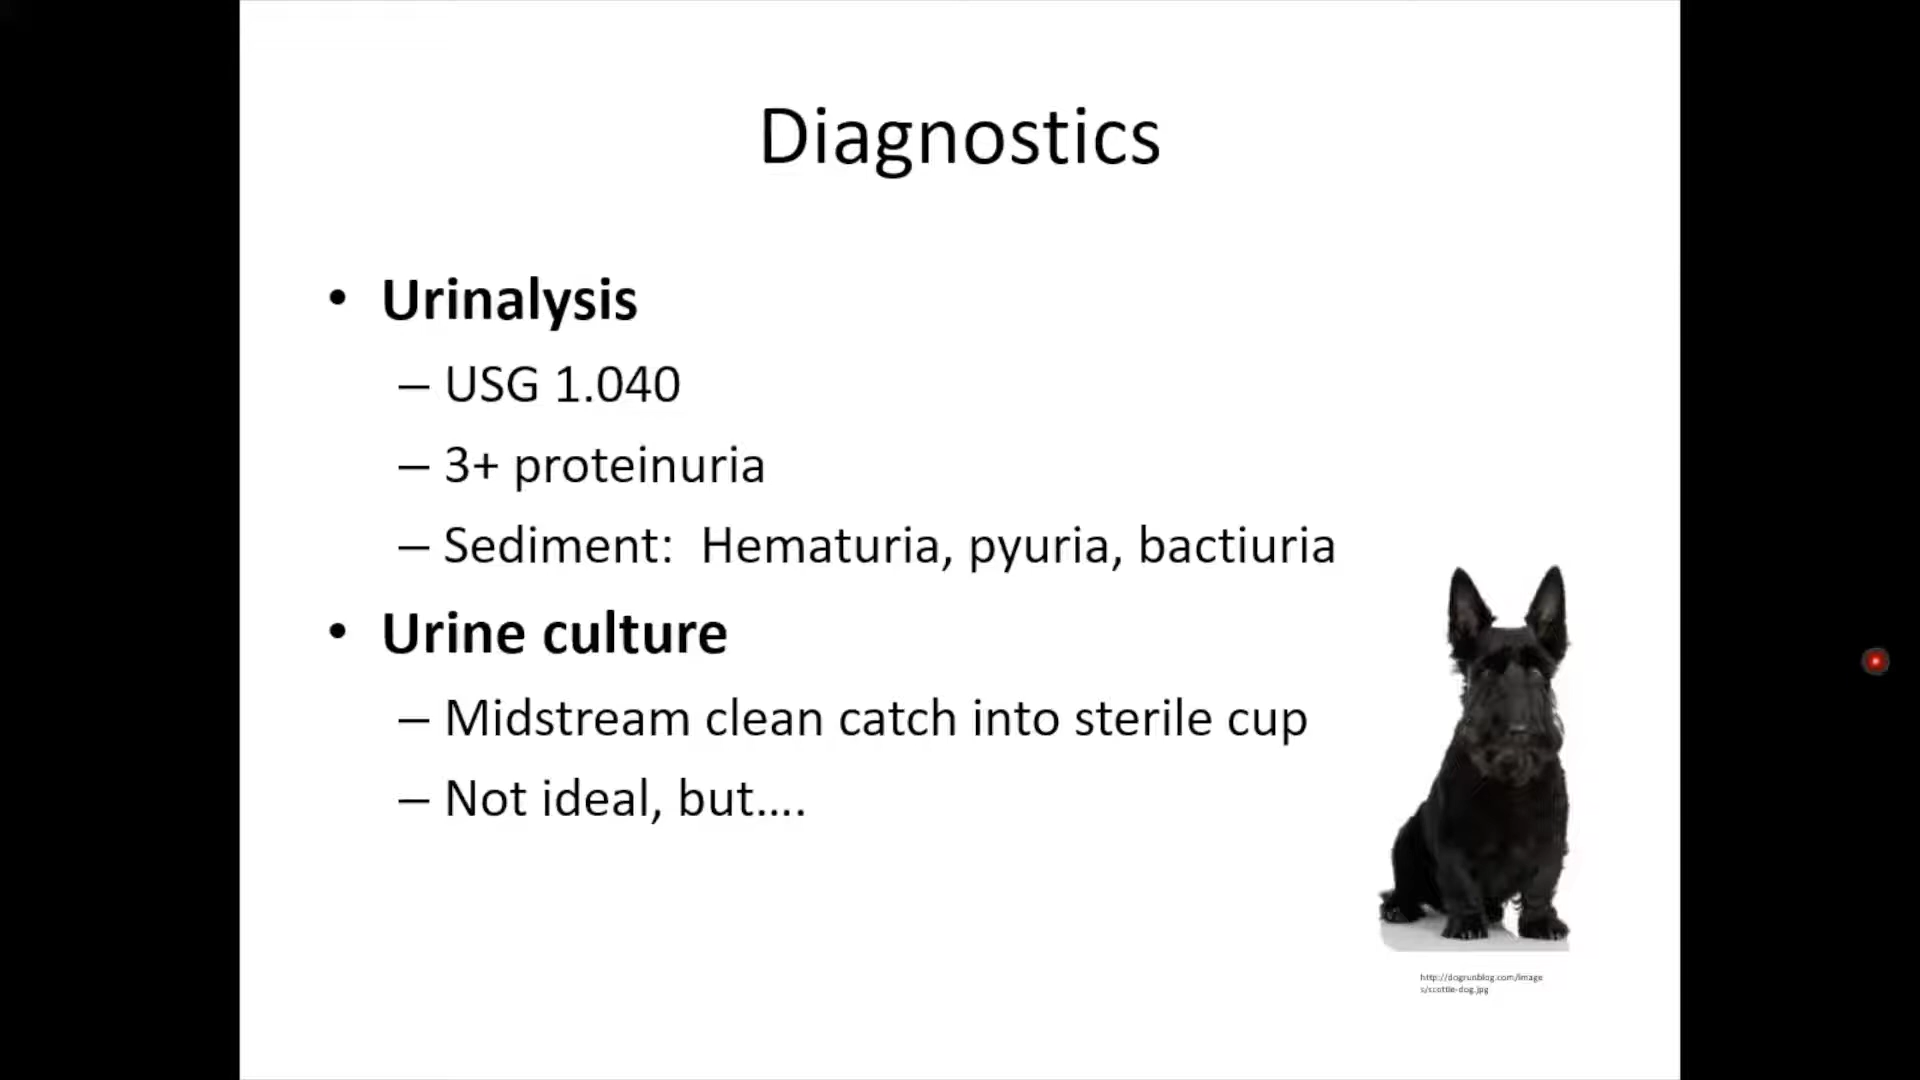 Diagnostics
• Urinalysis
– USG 1.040
– 3+ proteinuria
– Sediment: Hematuria, pyuria, bactiuria
• Urine culture
– Midstream clean catch into sterile cup
– Not ideal, but....
http://dogrunblog.com/image
s/scottie-dog.jpg